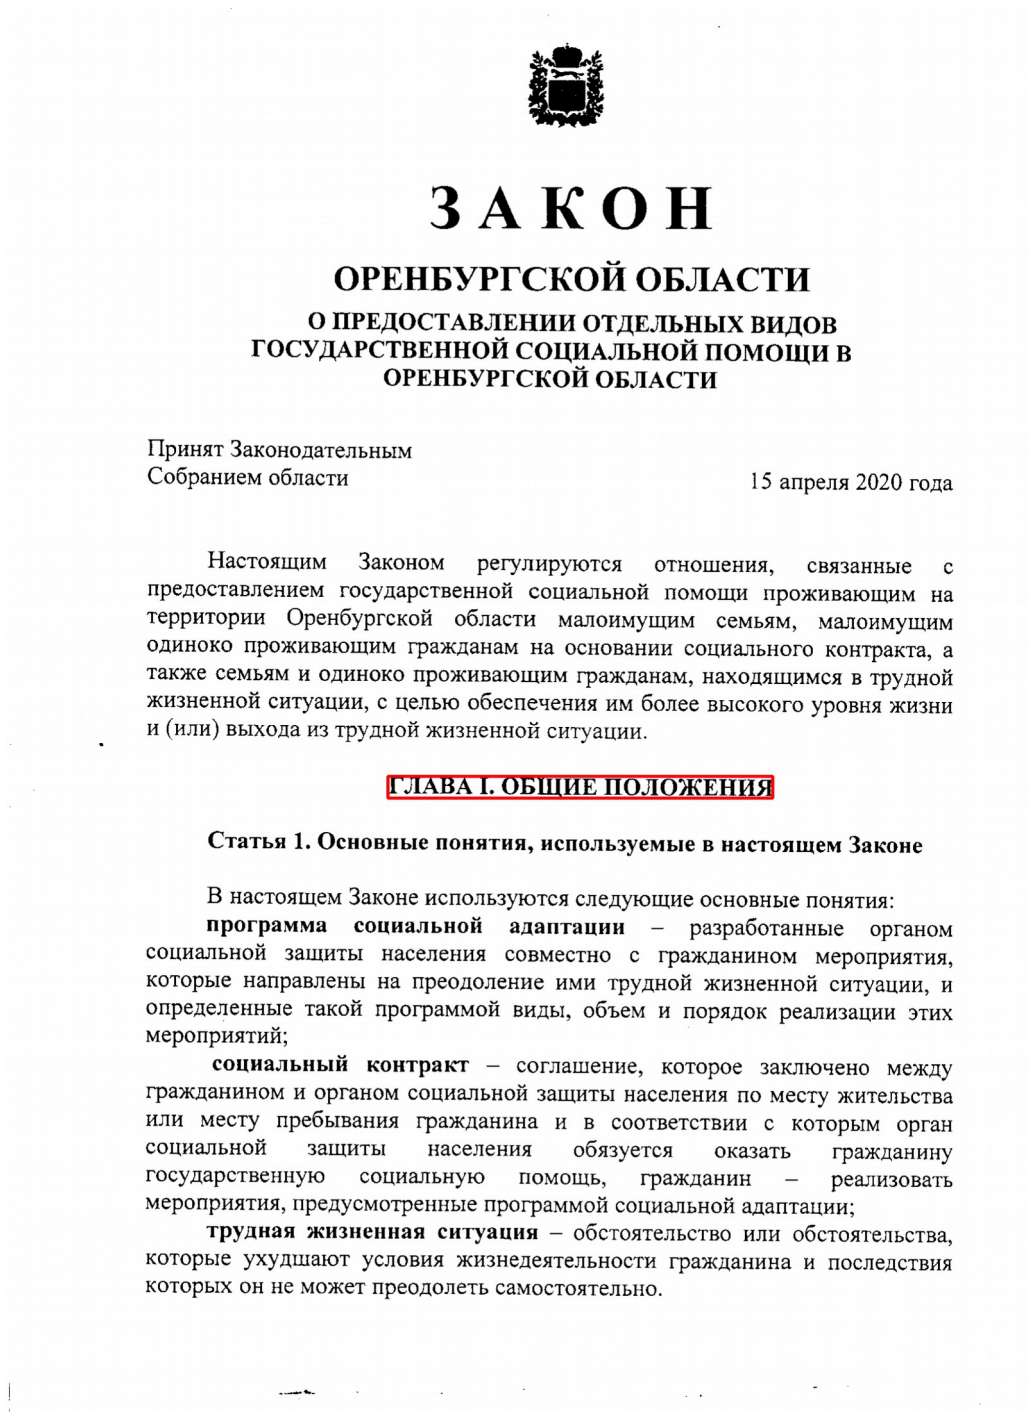 ЗАКОН
ОРЕНБУРГСКОЙ ОБЛАСТИ
О ПРЕДОСТАВЛЕНИИ ОТДЕЛЬНЫХ ВИДОВ
ГОСУДАРСТВЕННОЙ СОЦИАЛЬНОЙ ПОМОЩИ В
ОРЕНБУРГСКОЙ ОБЛАСТИ
Принят Законодательным
Собранием области 15 апреля 2020 года
Настоящим Законом регулируются отношения, связанные с
предоставлением государственной социальной помощи проживающим на
территории Оренбургской области малоимущим семьям, малоимущим
одиноко проживающим гражданам на основании социального контракта, а
также семьям и одиноко проживающим гражданам, находящимся в трудной
жизненной ситуации, с целью обеспечения им более высокого уровня жизни
и (или) выхода из трудной жизненной ситуации.
ГЛАВА I. ОБЩИЕ ПОЛОЖЕНИЯ
Статья 1. Основные понятия, используемые в настоящем Законе
В настоящем Законе используются следующие основные понятия:
программа социальной адаптации – разработанные органом
социальной защиты населения совместно с гражданином мероприятия,
которые направлены на преодоление ими трудной жизненной ситуации, и
определенные такой программой виды, объем и порядок реализации этих
мероприятий;
социальный контракт – соглашение, которое заключено между
гражданином и органом социальной защиты населения по месту жительства
или месту пребывания гражданина и в соответствии с которым орган
социальной защиты населения обязуется оказать гражданину
государственную социальную помощь, гражданин – реализовать
мероприятия, предусмотренные программой социальной адаптации;
трудная жизненная ситуация – обстоятельство или обстоятельства,
которые ухудшают условия жизнедеятельности гражданина и последствия
которых он не может преодолеть самостоятельно.